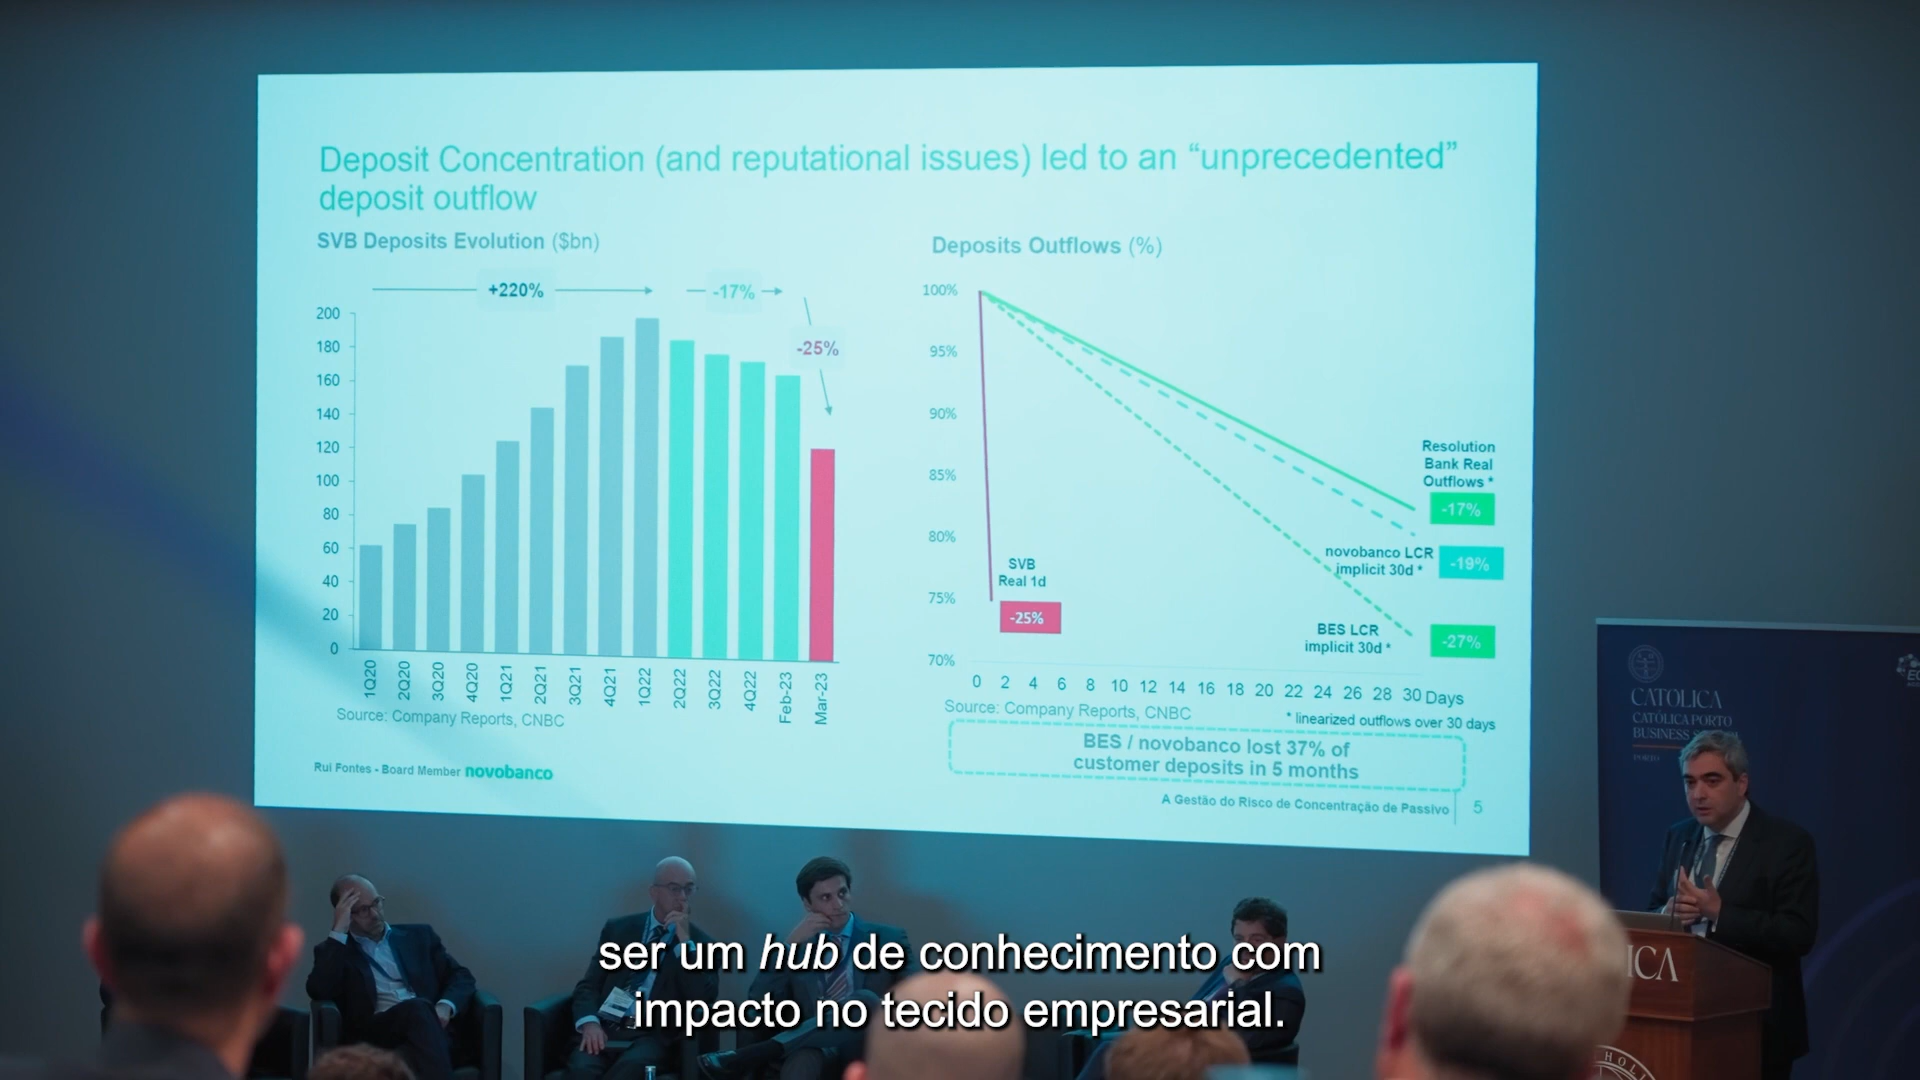 Deposit Concentration (and reputational issues) led to an “unprecedented”
deposit outflow
SVB Deposits Evolution ($bn)
+220%
-17%
-25%
200
180
160
140
120
100
80
60
40
20
0
1Q20
2Q20
3Q20
4Q20
1Q21
2Q21
3Q21
4Q21
1Q22
2Q22
3Q22
4Q22
Feb-23
Mar-23
Source: Company Reports, CNBC
Deposits Outflows (%)
100%
95%
90%
85%
80%
75%
70%
SVB
Real 1d
-25%
Resolution
Bank Real
Outflows *
-17%
novobanco LCR
implicit 30d *
-19%
BES LCR
implicit 30d *
-27%
0 2 4 6 8 10 12 14 16 18 20 22 24 26 28 30 Days
Source: Company Reports, CNBC
* linearized outflows over 30 days
BES / novobanco lost 37% of
customer deposits in 5 months
Rui Fontes - Board Member novobanco
A Gestão do Risco de Concentração de Passivo
5
CATOLICA
CATÓLICA PORTO
BUSINESS
PORTO
ICA
ser um hub de conhecimento com
impacto no tecido empresarial.